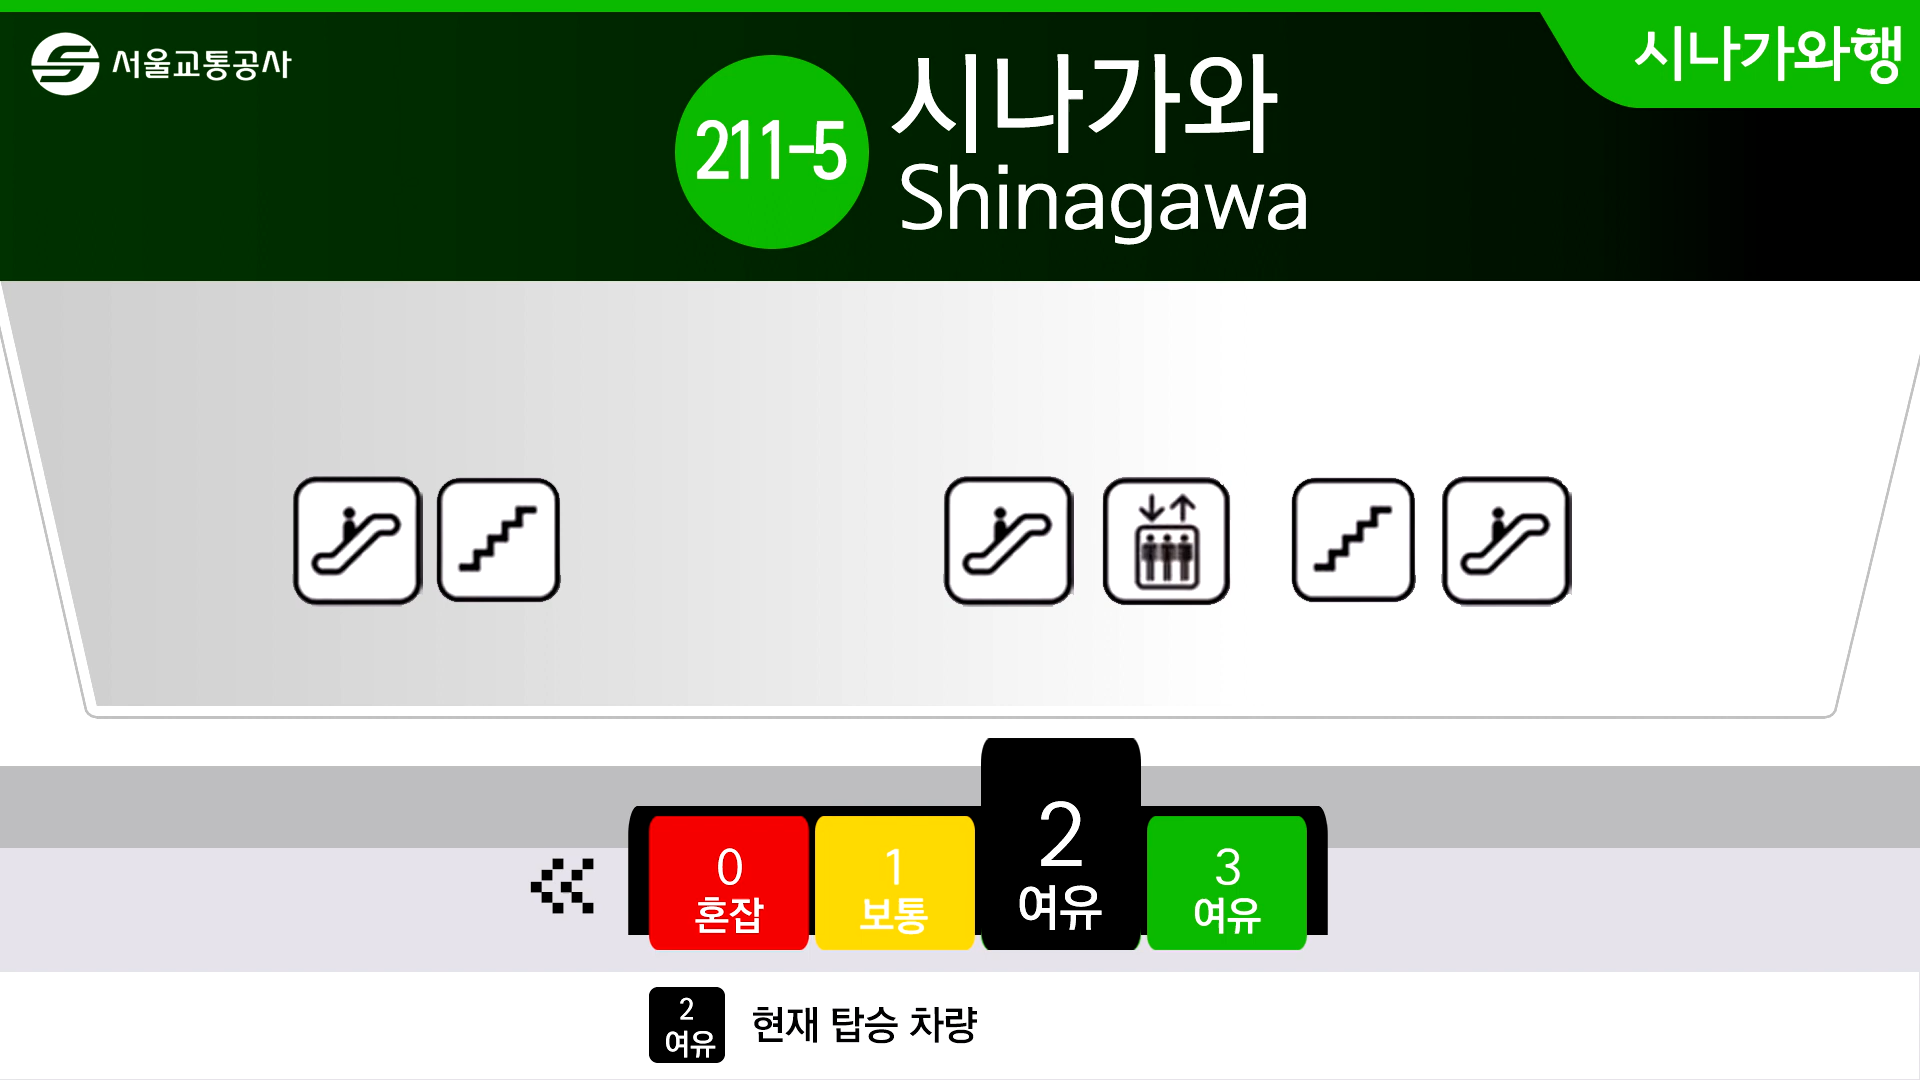 서울교통공사
211-5
시나가와
Shinagawa
시나가와행
0
혼잡
1
보통
2
여유
3
여유
2
여유
현재 탑승 차량